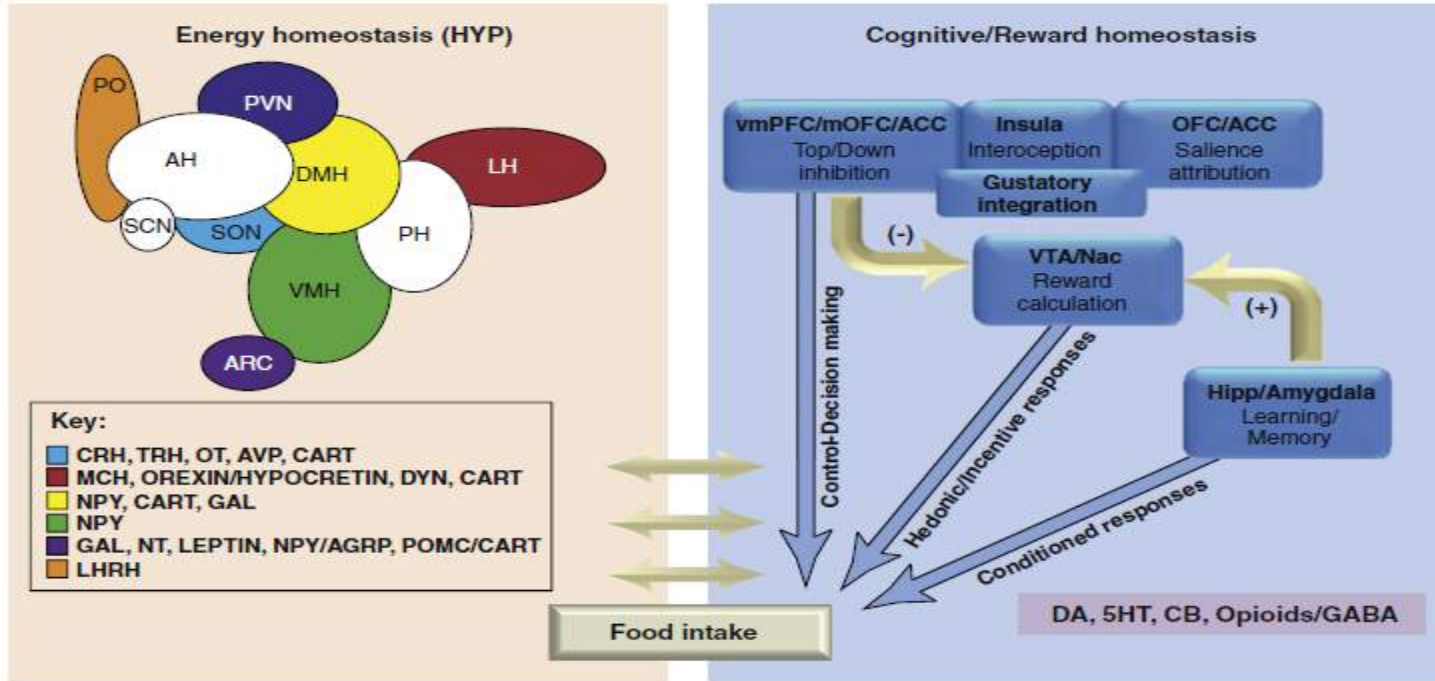 Energy homeostasis (HYP)
PO
PVN
AH
DMH
LH
SCN
SON
PH
VMH
ARC
Key:
CRH, TRH, OT, AVP, CART
MCH, OREXIN/HYPOCRETIN, DYN, CART
NPY, CART, GAL
NPY
GAL, NT, LEPTIN, NPY/AGRP, POMC/CART
LHRH
Cognitive/Reward homeostasis
vmPFC/mOFC/ACC
Top/Down
inhibition
Insula
Interoception
OFC/ACC
Salience
attribution
Gustatory
integration
(-)
VTA/Nac
Reward
calculation
(+)
Hipp/Amygdala
Learning/
Memory
Control-Decision making
Hedonic/Incentive responses
Conditioned responses
DA, 5HT, CB, Opioids/GABA
Food intake